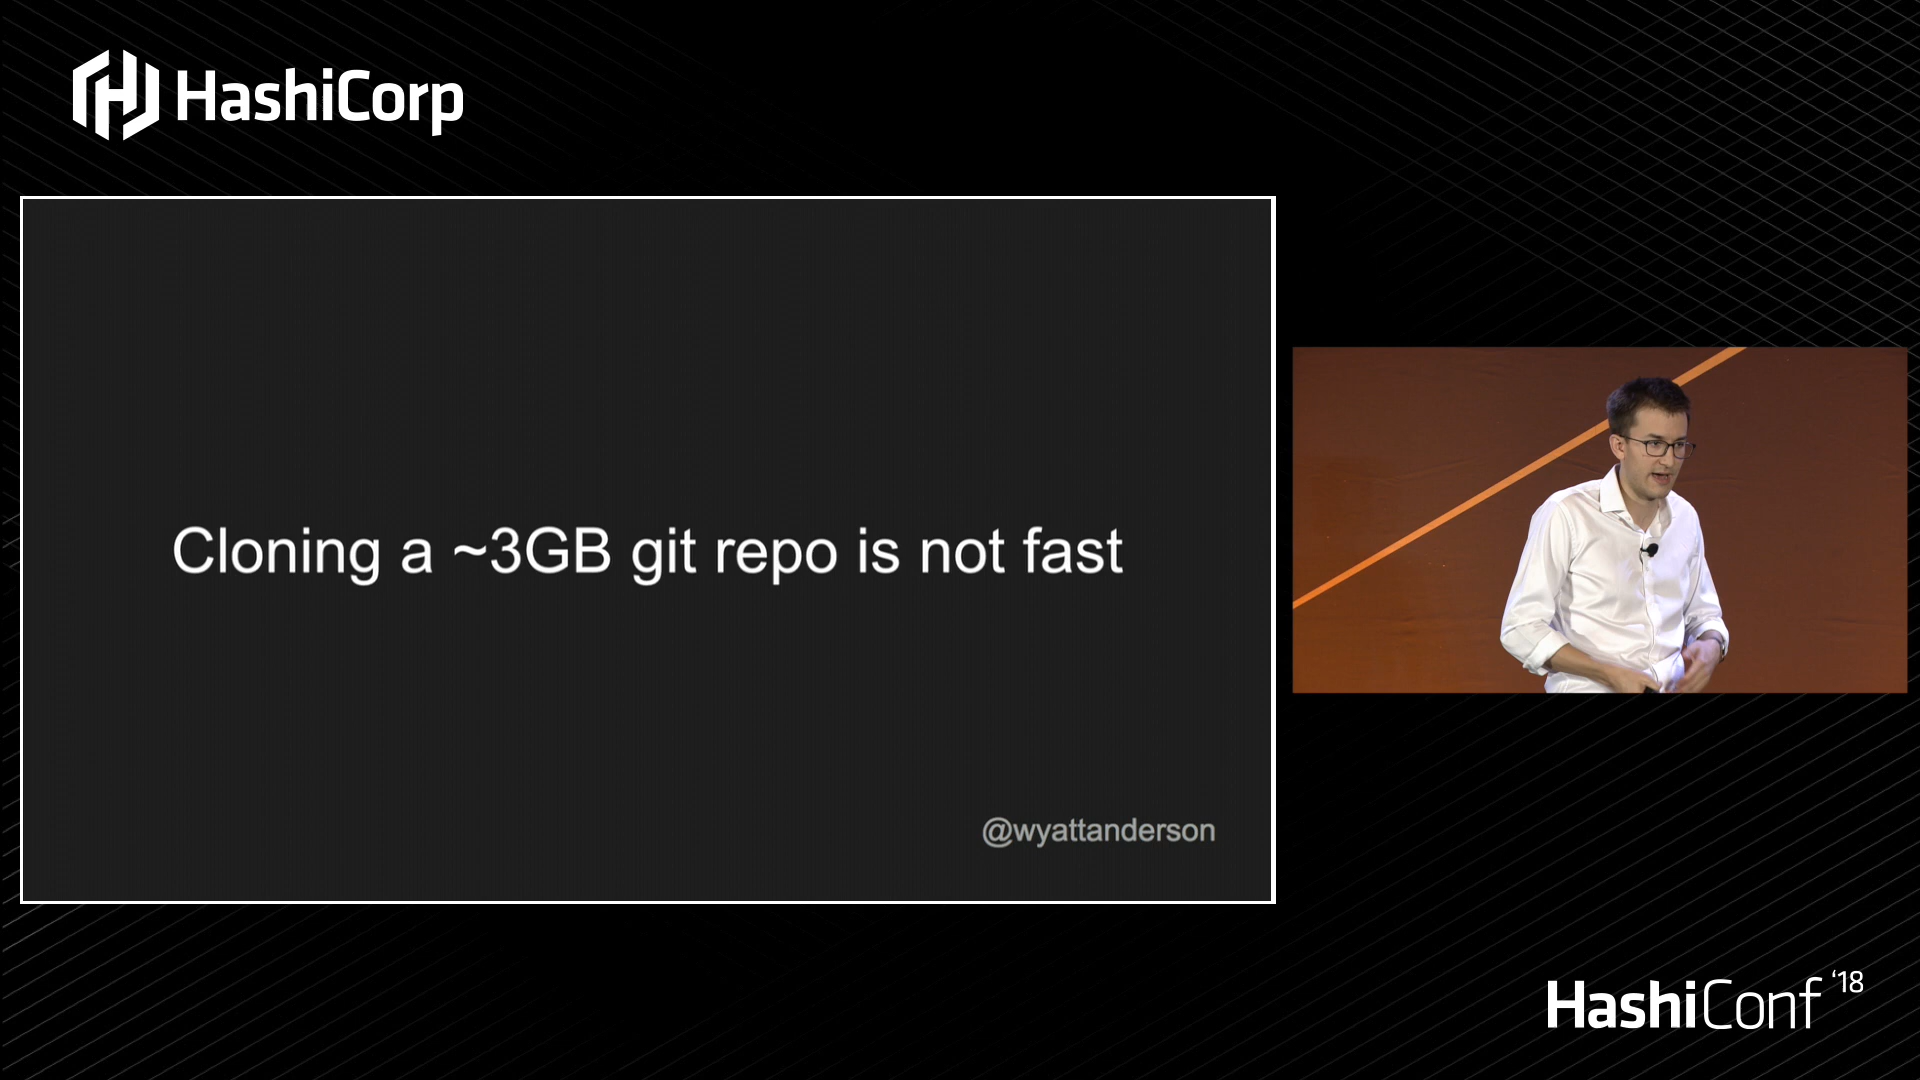 HashiCorp
Cloning a ~3GB git repo is not fast
@wyattanderson
HashiConf '18